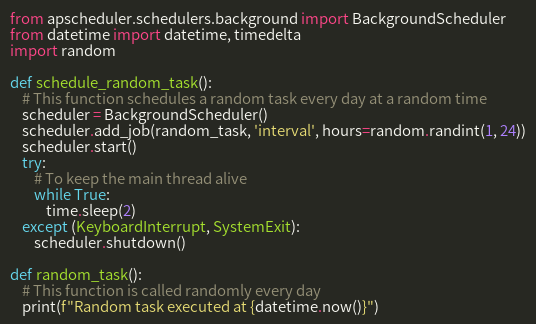 from apscheduler.schedulers.background import BackgroundScheduler
from datetime import datetime, timedelta
import random

def schedule_random_task():
    # This function schedules a random task every day at a random time
    scheduler = BackgroundScheduler()
    scheduler.add_job(random_task, 'interval', hours=random.randint(1, 24))
    scheduler.start()
    try:
        # To keep the main thread alive
        while True:
            time.sleep(2)
    except (KeyboardInterrupt, SystemExit):
        scheduler.shutdown()

def random_task():
    # This function is called randomly every day
    print(f"Random task executed at {datetime.now()}")